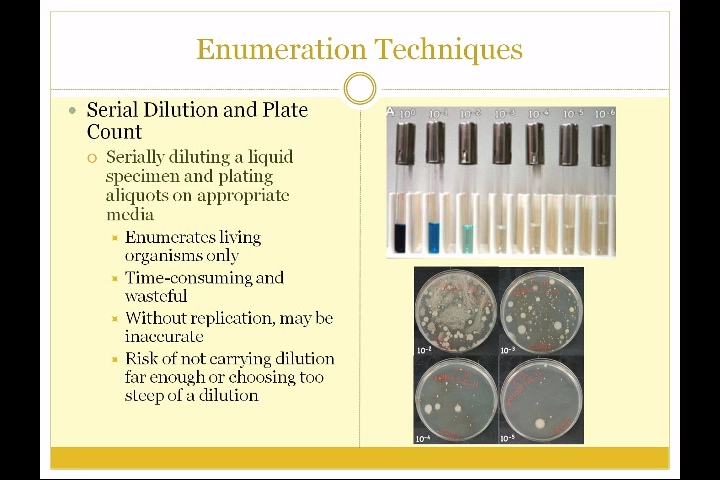 Enumeration Techniques
Serial Dilution and Plate
Count
Serially diluting a liquid
specimen and plating
aliquots on appropriate
media
Enumerates living
organisms only
Time-consuming and
wasteful
Without replication, may be
inaccurate
Risk of not carrying dilution
far enough or choosing too
steep of a dilution
A 10⁰ 10⁻¹ 10⁻² 10⁻³ 10⁻⁴ 10⁻⁵ 10⁻⁶
10⁻² 10⁻³
10⁻⁴ 10⁻⁵